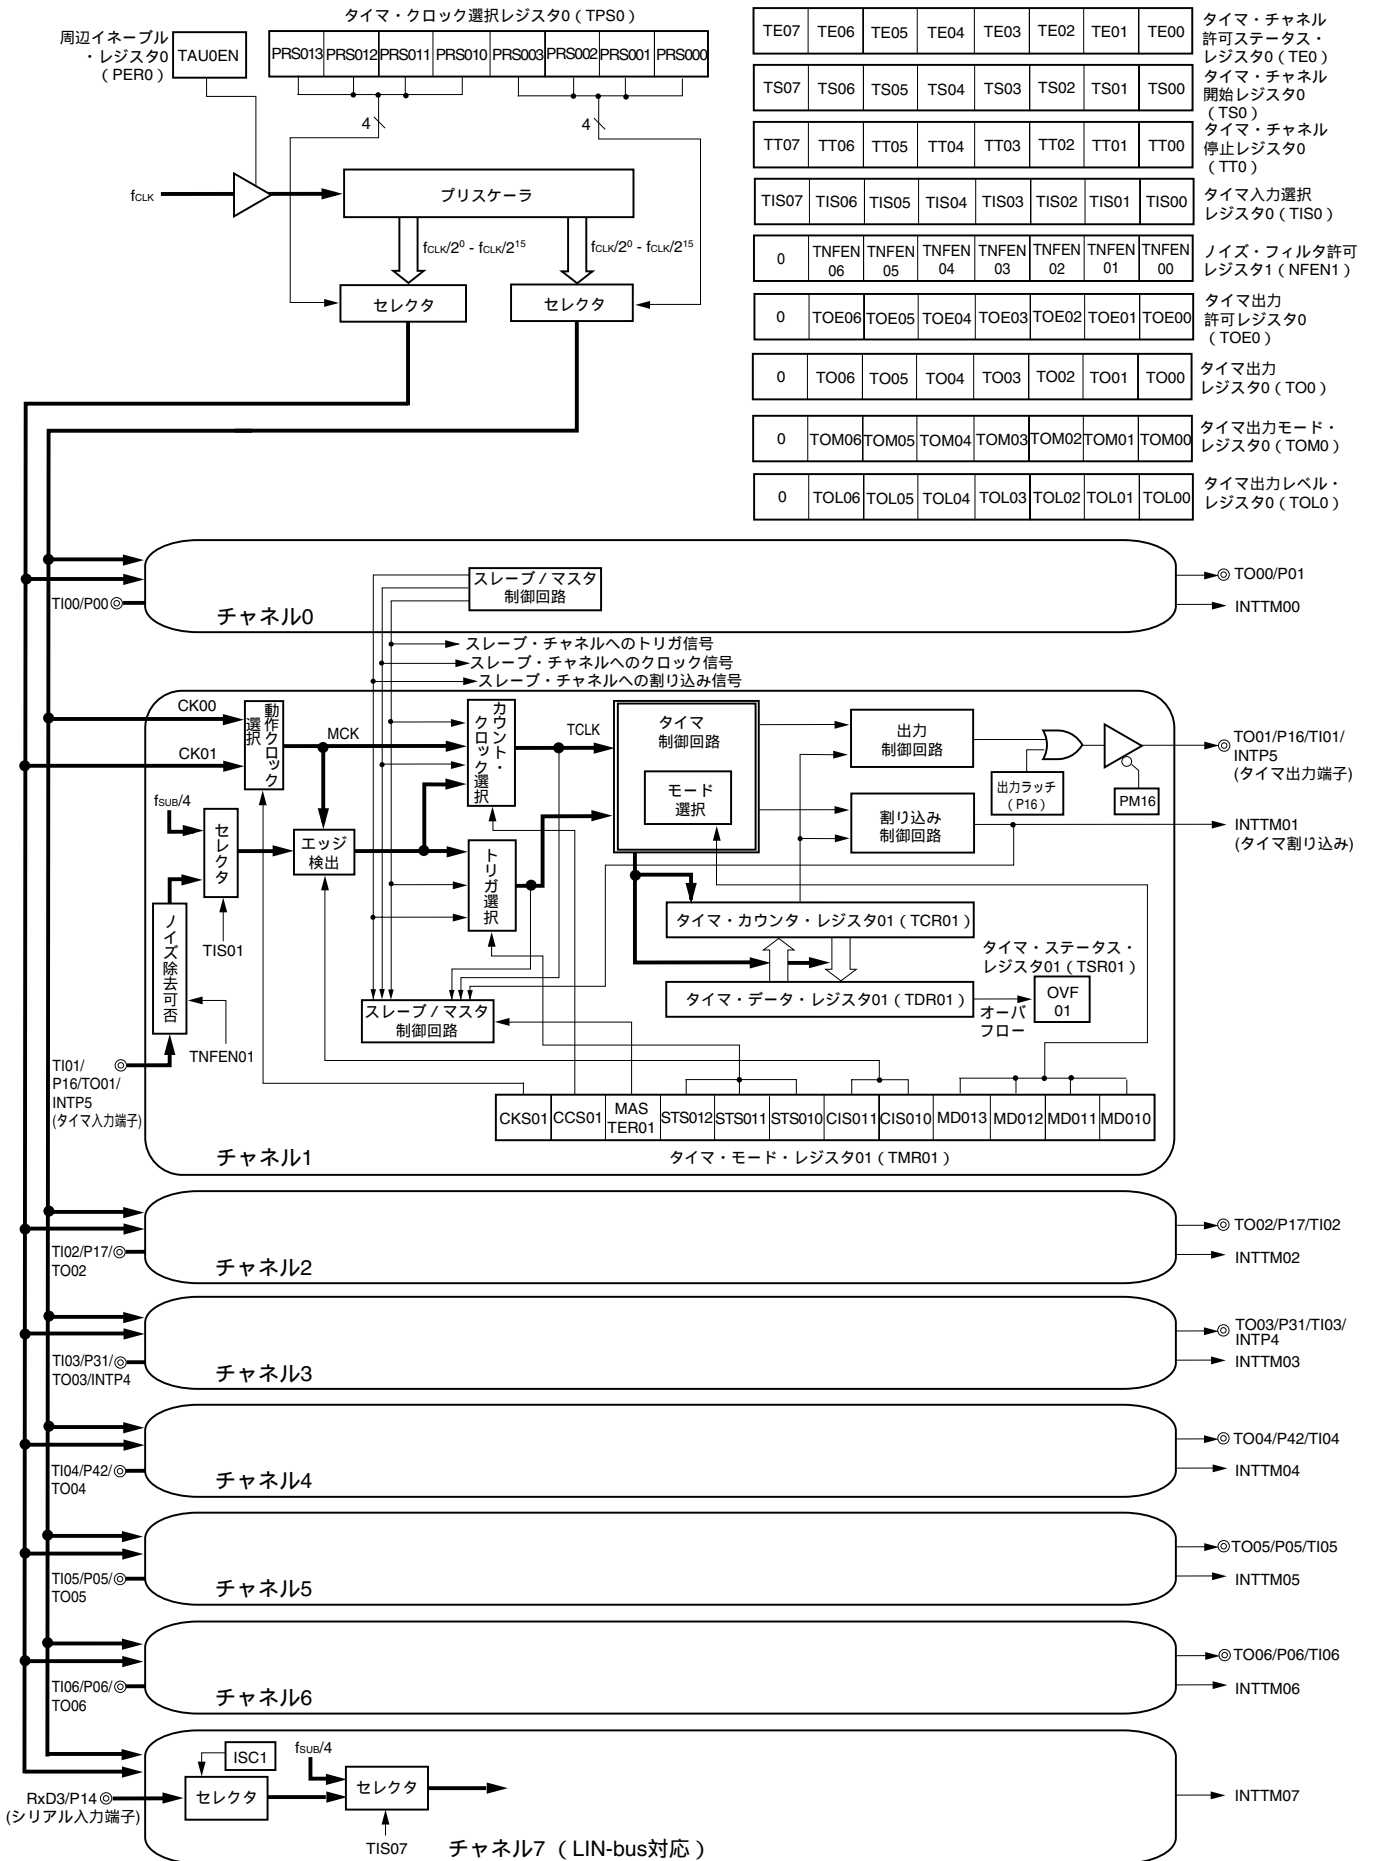 タイマ・クロック選択レジスタ0（TPS0）
周辺イネーブル
・レジスタ0
（PER0）
TAU0EN
PRS013 PRS012 PRS011 PRS010 PRS003 PRS002 PRS001 PRS000
4
4
fCLK
プリスケーラ
fCLK/2⁰ - fCLK/2¹⁵
fCLK/2⁰ - fCLK/2¹⁵
セレクタ
セレクタ
TE07 TE06 TE05 TE04 TE03 TE02 TE01 TE00
タイマ・チャネル
許可ステータス・
レジスタ0（TE0）
TS07 TS06 TS05 TS04 TS03 TS02 TS01 TS00
タイマ・チャネル
開始レジスタ0
（TS0）
TT07 TT06 TT05 TT04 TT03 TT02 TT01 TT00
タイマ・チャネル
停止レジスタ0
（TT0）
TIS07 TIS06 TIS05 TIS04 TIS03 TIS02 TIS01 TIS00
タイマ入力選択
レジスタ0（TIS0）
0 TNFEN06 TNFEN05 TNFEN04 TNFEN03 TNFEN02 TNFEN01 TNFEN00
ノイズ・フィルタ許可
レジスタ1（NFEN1）
0 TOE06 TOE05 TOE04 TOE03 TOE02 TOE01 TOE00
タイマ出力
許可レジスタ0
（TOE0）
0 TO06 TO05 TO04 TO03 TO02 TO01 TO00
タイマ出力
レジスタ0（TO0）
0 TOM06 TOM05 TOM04 TOM03 TOM02 TOM01 TOM00
タイマ出力モード・
レジスタ0（TOM0）
0 TOL06 TOL05 TOL04 TOL03 TOL02 TOL01 TOL00
タイマ出力レベル・
レジスタ0（TOL0）
TI00/P00
チャネル0
スレーブ / マスタ
制御回路
TO00/P01
INTTM00
スレーブ・チャネルへのトリガ信号
スレーブ・チャネルへのクロック信号
スレーブ・チャネルへの割り込み信号
CK00
CK01
動作クロック
選択
MCK
カウント・
クロック選択
TCLK
タイマ
制御回路
モード
選択
出力
制御回路
出力ラッチ
（P16）
PM16
TO01/P16/TI01/
INTP5
(タイマ出力端子)
fSUB/4
セレクタ
エッジ
検出
トリガ選択
割り込み
制御回路
INTTM01
(タイマ割り込み)
ノイズ除去可否
TIS01
TNFEN01
タイマ・カウンタ・レジスタ01（TCR01）
タイマ・データ・レジスタ01（TDR01）
タイマ・ステータス・
レジスタ01（TSR01）
OVF
01
オーバ
フロー
スレーブ / マスタ
制御回路
TI01/
P16/TO01/
INTP5
(タイマ入力端子)
CKS01 CCS01 MASTER01 STS012 STS011 STS010 CIS011 CIS010 MD013 MD012 MD011 MD010
チャネル1
タイマ・モード・レジスタ01（TMR01）
TI02/P17/
TO02
チャネル2
TO02/P17/TI02
INTTM02
TI03/P31/
TO03/INTP4
チャネル3
TO03/P31/TI03/
INTP4
INTTM03
TI04/P42/
TO04
チャネル4
TO04/P42/TI04
INTTM04
TI05/P05/
TO05
チャネル5
TO05/P05/TI05
INTTM05
TI06/P06/
TO06
チャネル6
TO06/P06/TI06
INTTM06
ISC1
fSUB/4
RxD3/P14
(シリアル入力端子)
セレクタ
セレクタ
TIS07
チャネル7（LIN-bus対応）
INTTM07